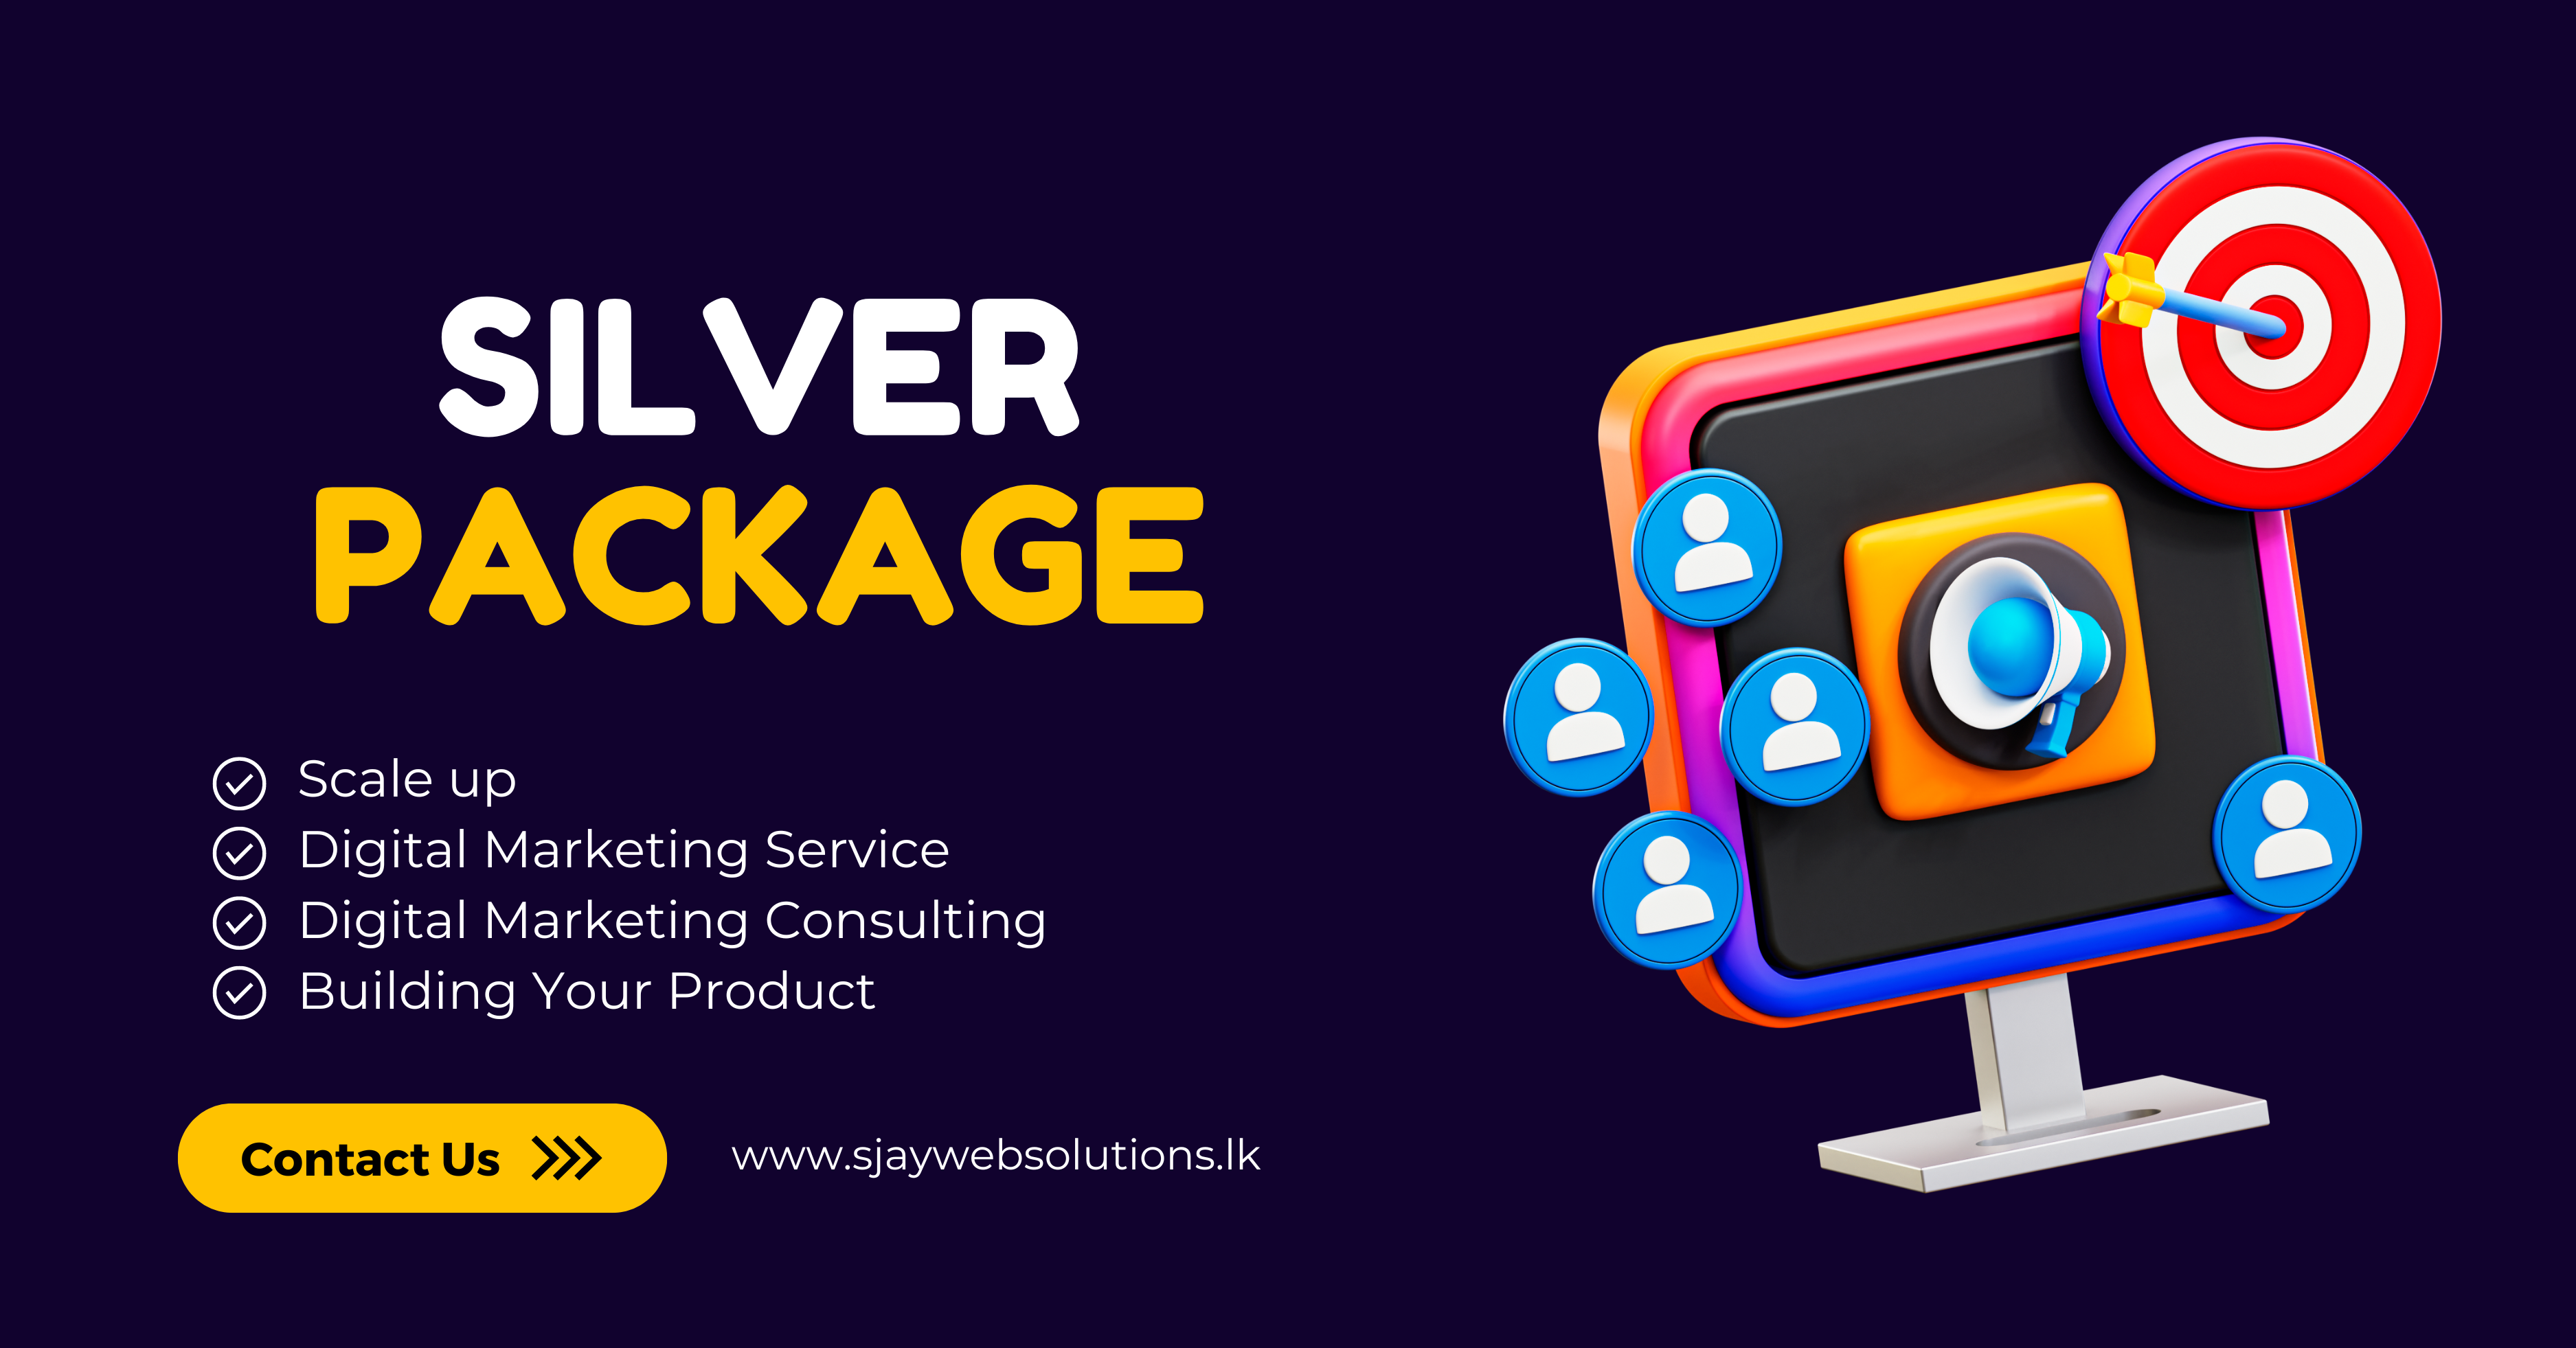 SILVER
PACKAGE
Scale up
Digital Marketing Service
Digital Marketing Consulting
Building Your Product
Contact Us
www.sjaywebsolutions.lk